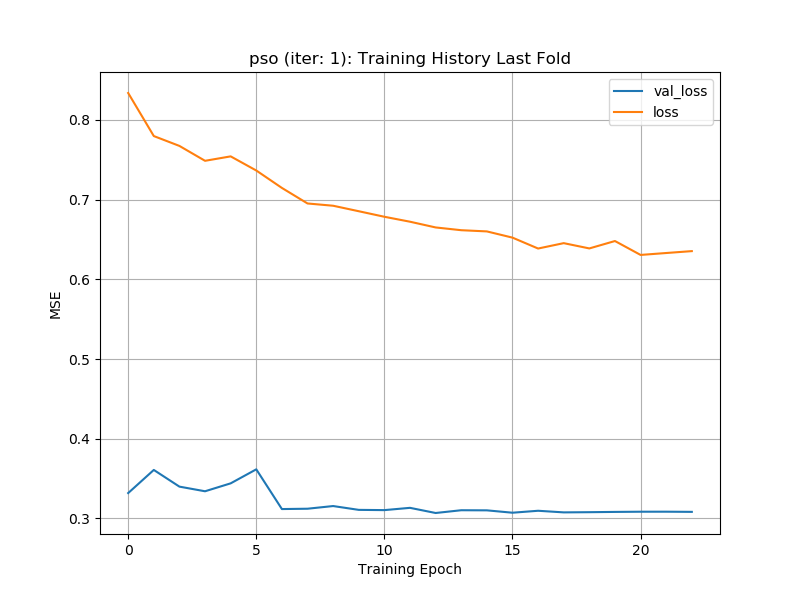 pso (iter: 1): Training History Last Fold
val_loss
loss
0.8
0.7
0.6
0.5
0.4
0.3
MSE
0
5
10
15
20
Training Epoch